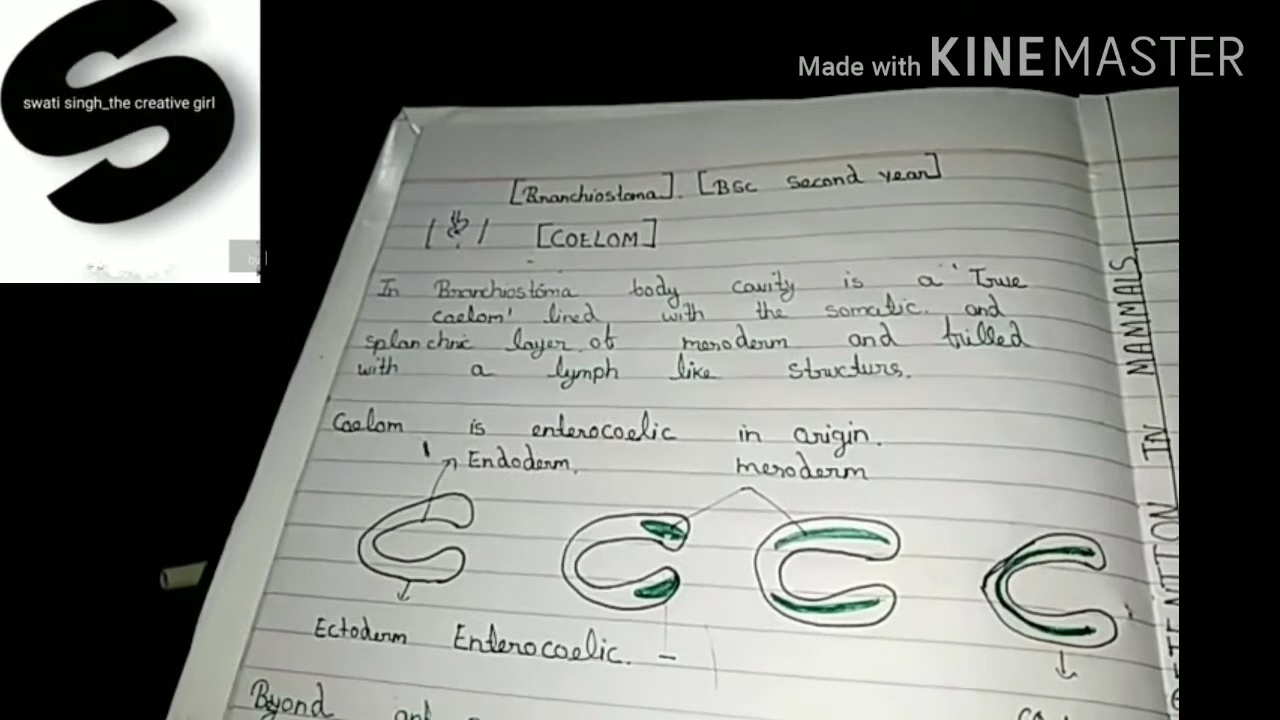 Made with KINEMASTER
swati singh_the creative girl
by
[Branchiostoma]. [BSC second year]
[COELOM]
In Branchiostoma body cavity is a 'True
coelom' lined with the somatic. and
splanchnic layer of mesoderm and filled
with a lymph like structurs.
Coelom is enterocoelic in origin.
Endoderm. mesoderm
Ectoderm Enterocoelic. -
Byond
IN MAMMALS